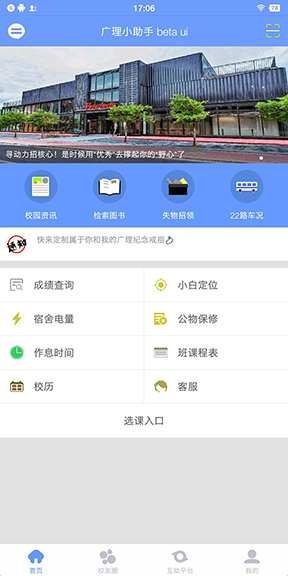 17:06
78
广理小助手 beta ui
寻动力招核心！是时候用"优秀"去撑起你的"野心"了
校园资讯
检索图书
失物招领
22路车况
通知
快来定制属于你和我的广理纪念戒指💍
成绩查询
小白定位
宿舍电量
公物保修
作息时间
班课程表
校历
客服
选课入口
首页
校友圈
互助平台
我的